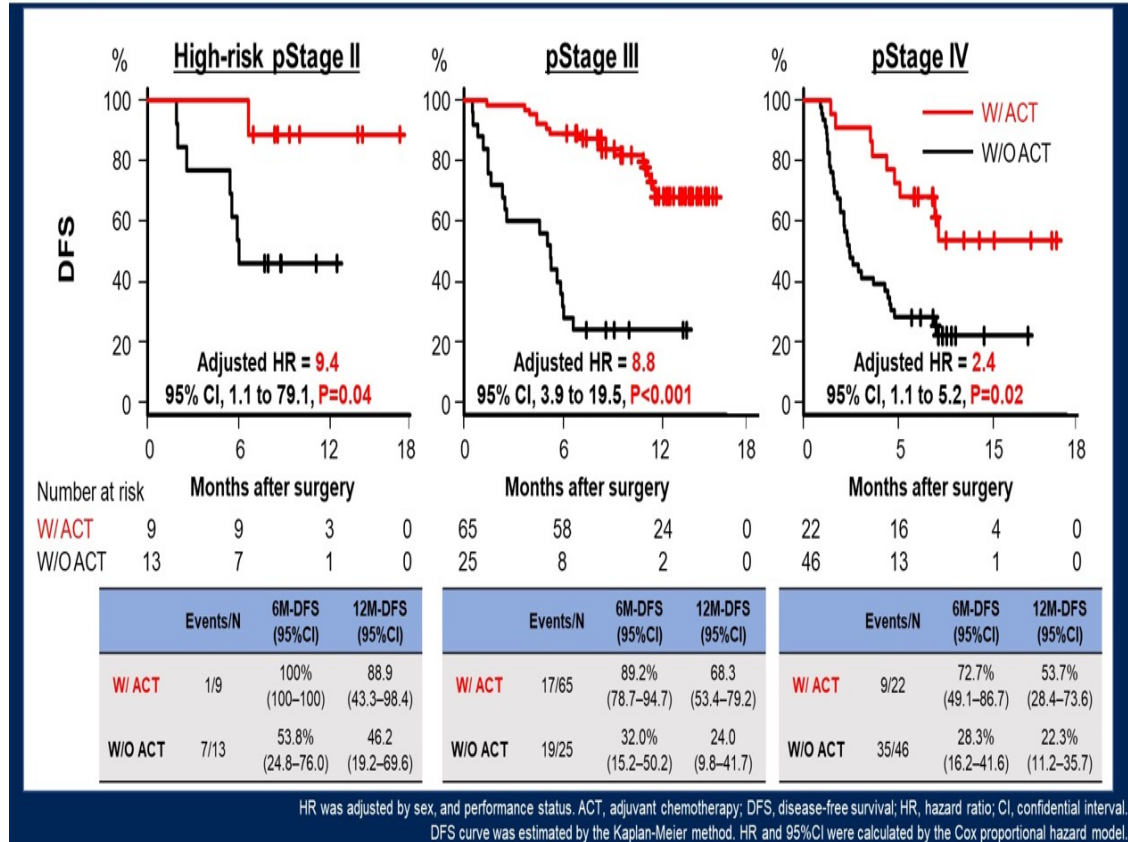 High-risk pStage II
pStage III
pStage IV
%
%
%
DFS
100
80
60
40
20
0
100
80
60
40
20
0
100
80
60
40
20
0
W/ ACT
W/O ACT
Adjusted HR = 9.4
95% CI, 1.1 to 79.1, P=0.04
Adjusted HR = 8.8
95% CI, 3.9 to 19.5, P<0.001
Adjusted HR = 2.4
95% CI, 1.1 to 5.2, P=0.02
0 6 12 18
0 6 12 18
0 5 15 18
Number at risk
Months after surgery
Months after surgery
Months after surgery
W/ ACT 9 9 3 0 65 58 24 0 22 16 4 0
W/O ACT 13 7 1 0 25 8 2 0 46 13 1 0
Events/N 6M-DFS (95%CI) 12M-DFS (95%CI)
W/ ACT 1/9 100% 88.9
(100–100) (43.3–98.4)
W/O ACT 7/13 53.8% 46.2
(24.8–76.0) (19.2–69.6)
Events/N 6M-DFS (95%CI) 12M-DFS (95%CI)
W/ ACT 17/65 89.2% 68.3
(78.7–94.7) (53.4–79.2)
W/O ACT 19/25 32.0% 24.0
(15.2–50.2) (9.8–41.7)
Events/N 6M-DFS (95%CI) 12M-DFS (95%CI)
W/ ACT 9/22 72.7% 53.7%
(49.1–86.7) (28.4–73.6)
W/O ACT 35/46 28.3% 22.3%
(16.2–41.6) (11.2–35.7)
HR was adjusted by sex, and performance status. ACT, adjuvant chemotherapy; DFS, disease-free survival; HR, hazard ratio; CI, confidential interval.
DFS curve was estimated by the Kaplan-Meier method. HR and 95%CI were calculated by the Cox proportional hazard model.